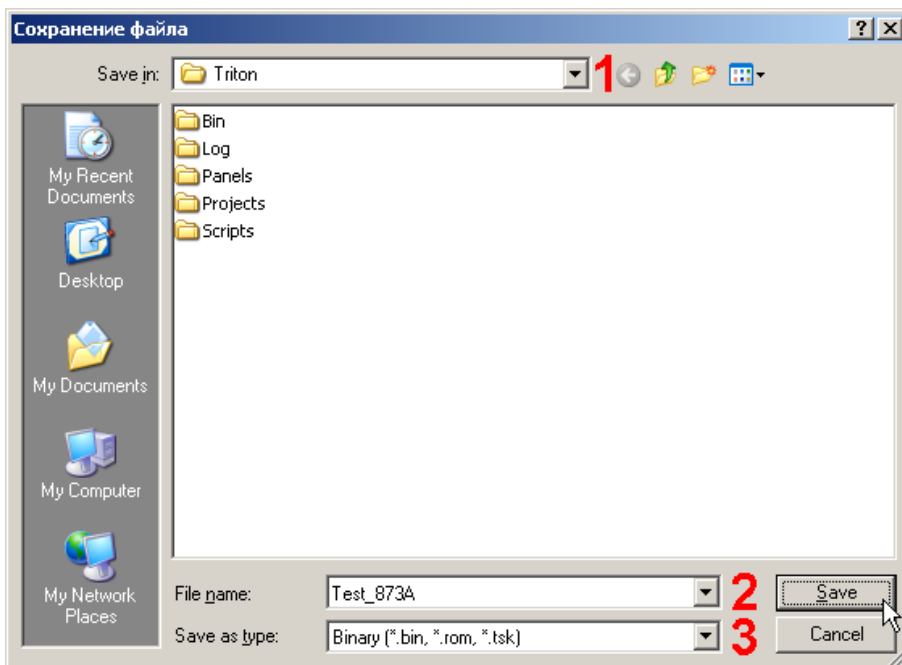 Сохранение файла
Save in:
Triton
1
My Recent
Documents
Desktop
My Documents
My Computer
My Network
Places
Bin
Log
Panels
Projects
Scripts
File name:
Test_873A
2
Save
Save as type:
Binary (*.bin, *.rom, *.tsk)
3
Cancel